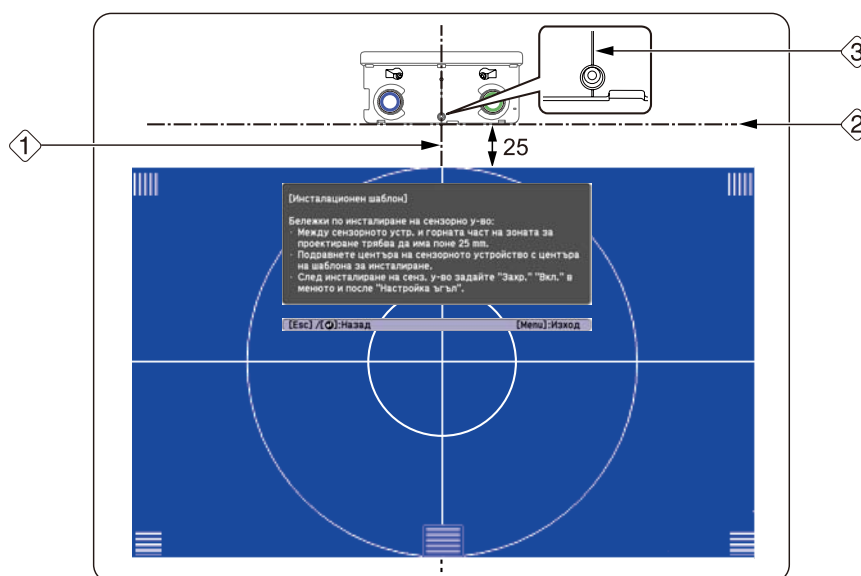 3
2
1
25
[Инсталационен шаблон]
Бележки по инсталиране на сензорно у-во:
· Между сензорното устр. и горната част на зоната за
проектиране трябва да има поне 25 mm.
· Подравнете центъра на сензорното устройство с центъра
на шаблона за инсталиране.
· След инсталиране на сенз. у-во задайте "Захр." "Вкл." в
менюто и после "Настройка ъгъл".
[Esc] /[ ]:Назад [Menu]:Изход